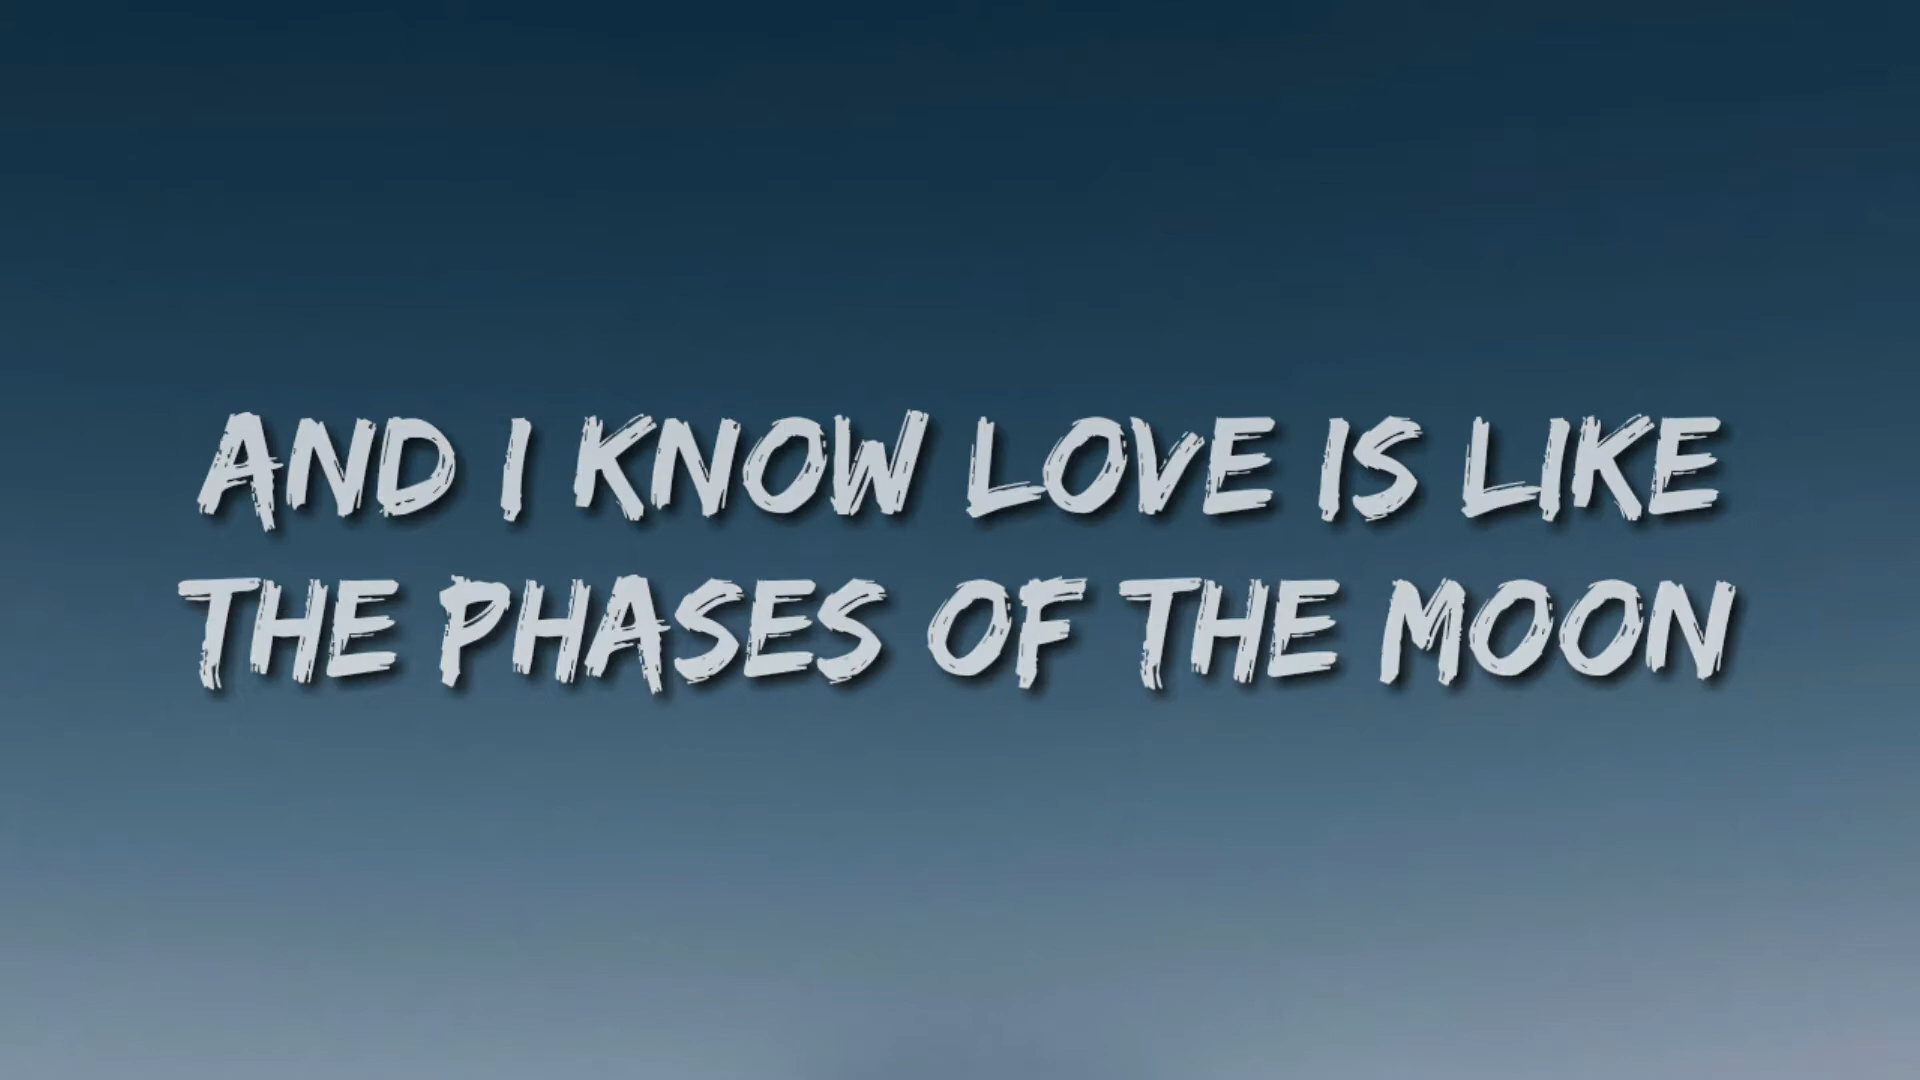 AND I KNOW LOVE IS LIKE
THE PHASES OF THE MOON